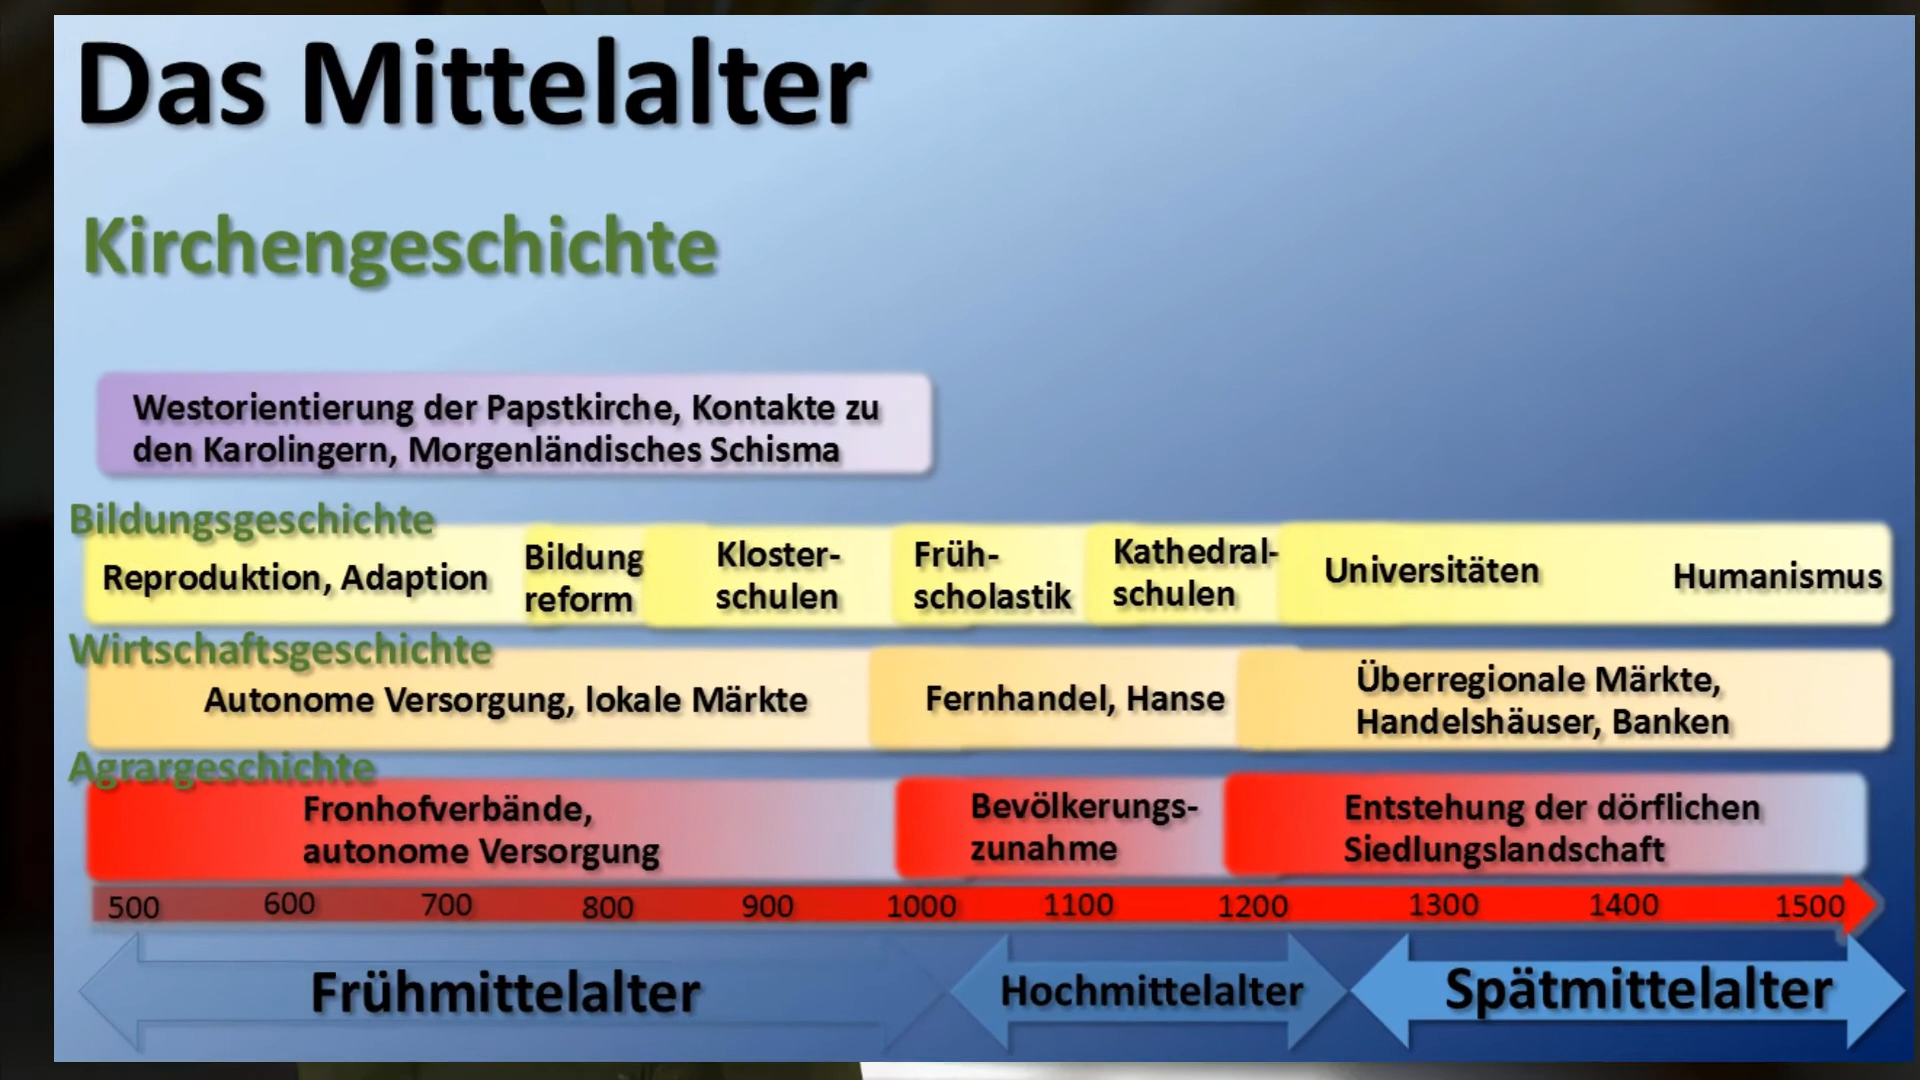 Das Mittelalter
Kirchengeschichte
Westorientierung der Papstkirche, Kontakte zu
den Karolingern, Morgenländisches Schisma
Bildungsgeschichte
Reproduktion, Adaption
Bildung
reform
Kloster-
schulen
Früh-
scholastik
Kathedral-
schulen
Universitäten
Humanismus
Wirtschaftsgeschichte
Autonome Versorgung, lokale Märkte
Fernhandel, Hanse
Überregionale Märkte,
Handelshäuser, Banken
Agrargeschichte
Fronhofverbände,
autonome Versorgung
Bevölkerungs-
zunahme
Entstehung der dörflichen
Siedlungslandschaft
500 600 700 800 900 1000 1100 1200 1300 1400 1500
Frühmittelalter
Hochmittelalter
Spätmittelalter